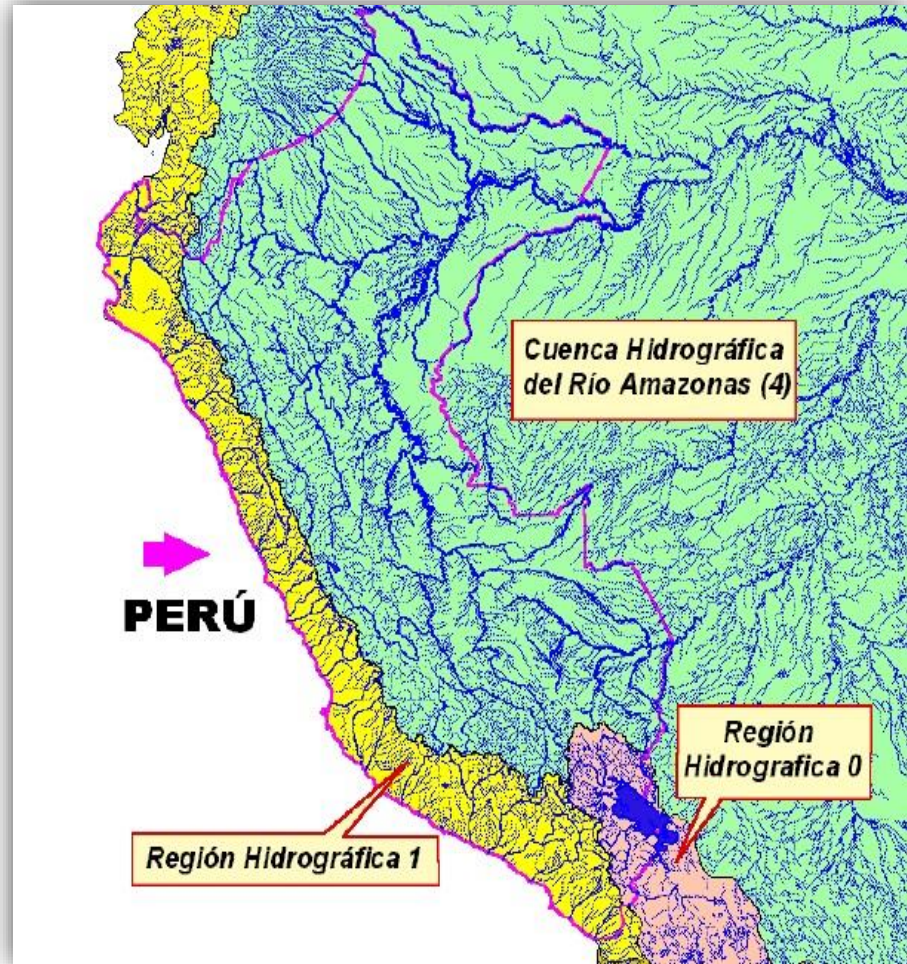 Cuenca Hidrográfica
del Río Amazonas (4)
PERÚ
Región
Hidrografica 0
Región Hidrográfica 1